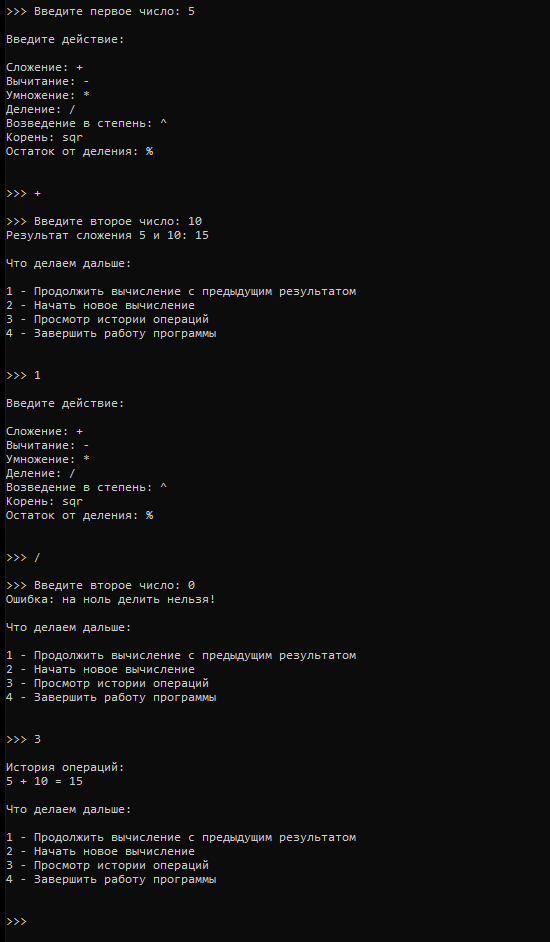 >>> Введите первое число: 5
Введите действие:
Сложение: +
Вычитание: -
Умножение: *
Деление: /
Возведение в степень: ^
Корень: sqr
Остаток от деления: %
>>> +
>>> Введите второе число: 10
Результат сложения 5 и 10: 15
Что делаем дальше:
1 - Продолжить вычисление с предыдущим результатом
2 - Начать новое вычисление
3 - Просмотр истории операций
4 - Завершить работу программы
>>> 1
Введите действие:
Сложение: +
Вычитание: -
Умножение: *
Деление: /
Возведение в степень: ^
Корень: sqr
Остаток от деления: %
>>> /
>>> Введите второе число: 0
Ошибка: на ноль делить нельзя!
Что делаем дальше:
1 - Продолжить вычисление с предыдущим результатом
2 - Начать новое вычисление
3 - Просмотр истории операций
4 - Завершить работу программы
>>> 3
История операций:
5 + 10 = 15
Что делаем дальше:
1 - Продолжить вычисление с предыдущим результатом
2 - Начать новое вычисление
3 - Просмотр истории операций
4 - Завершить работу программы
>>>